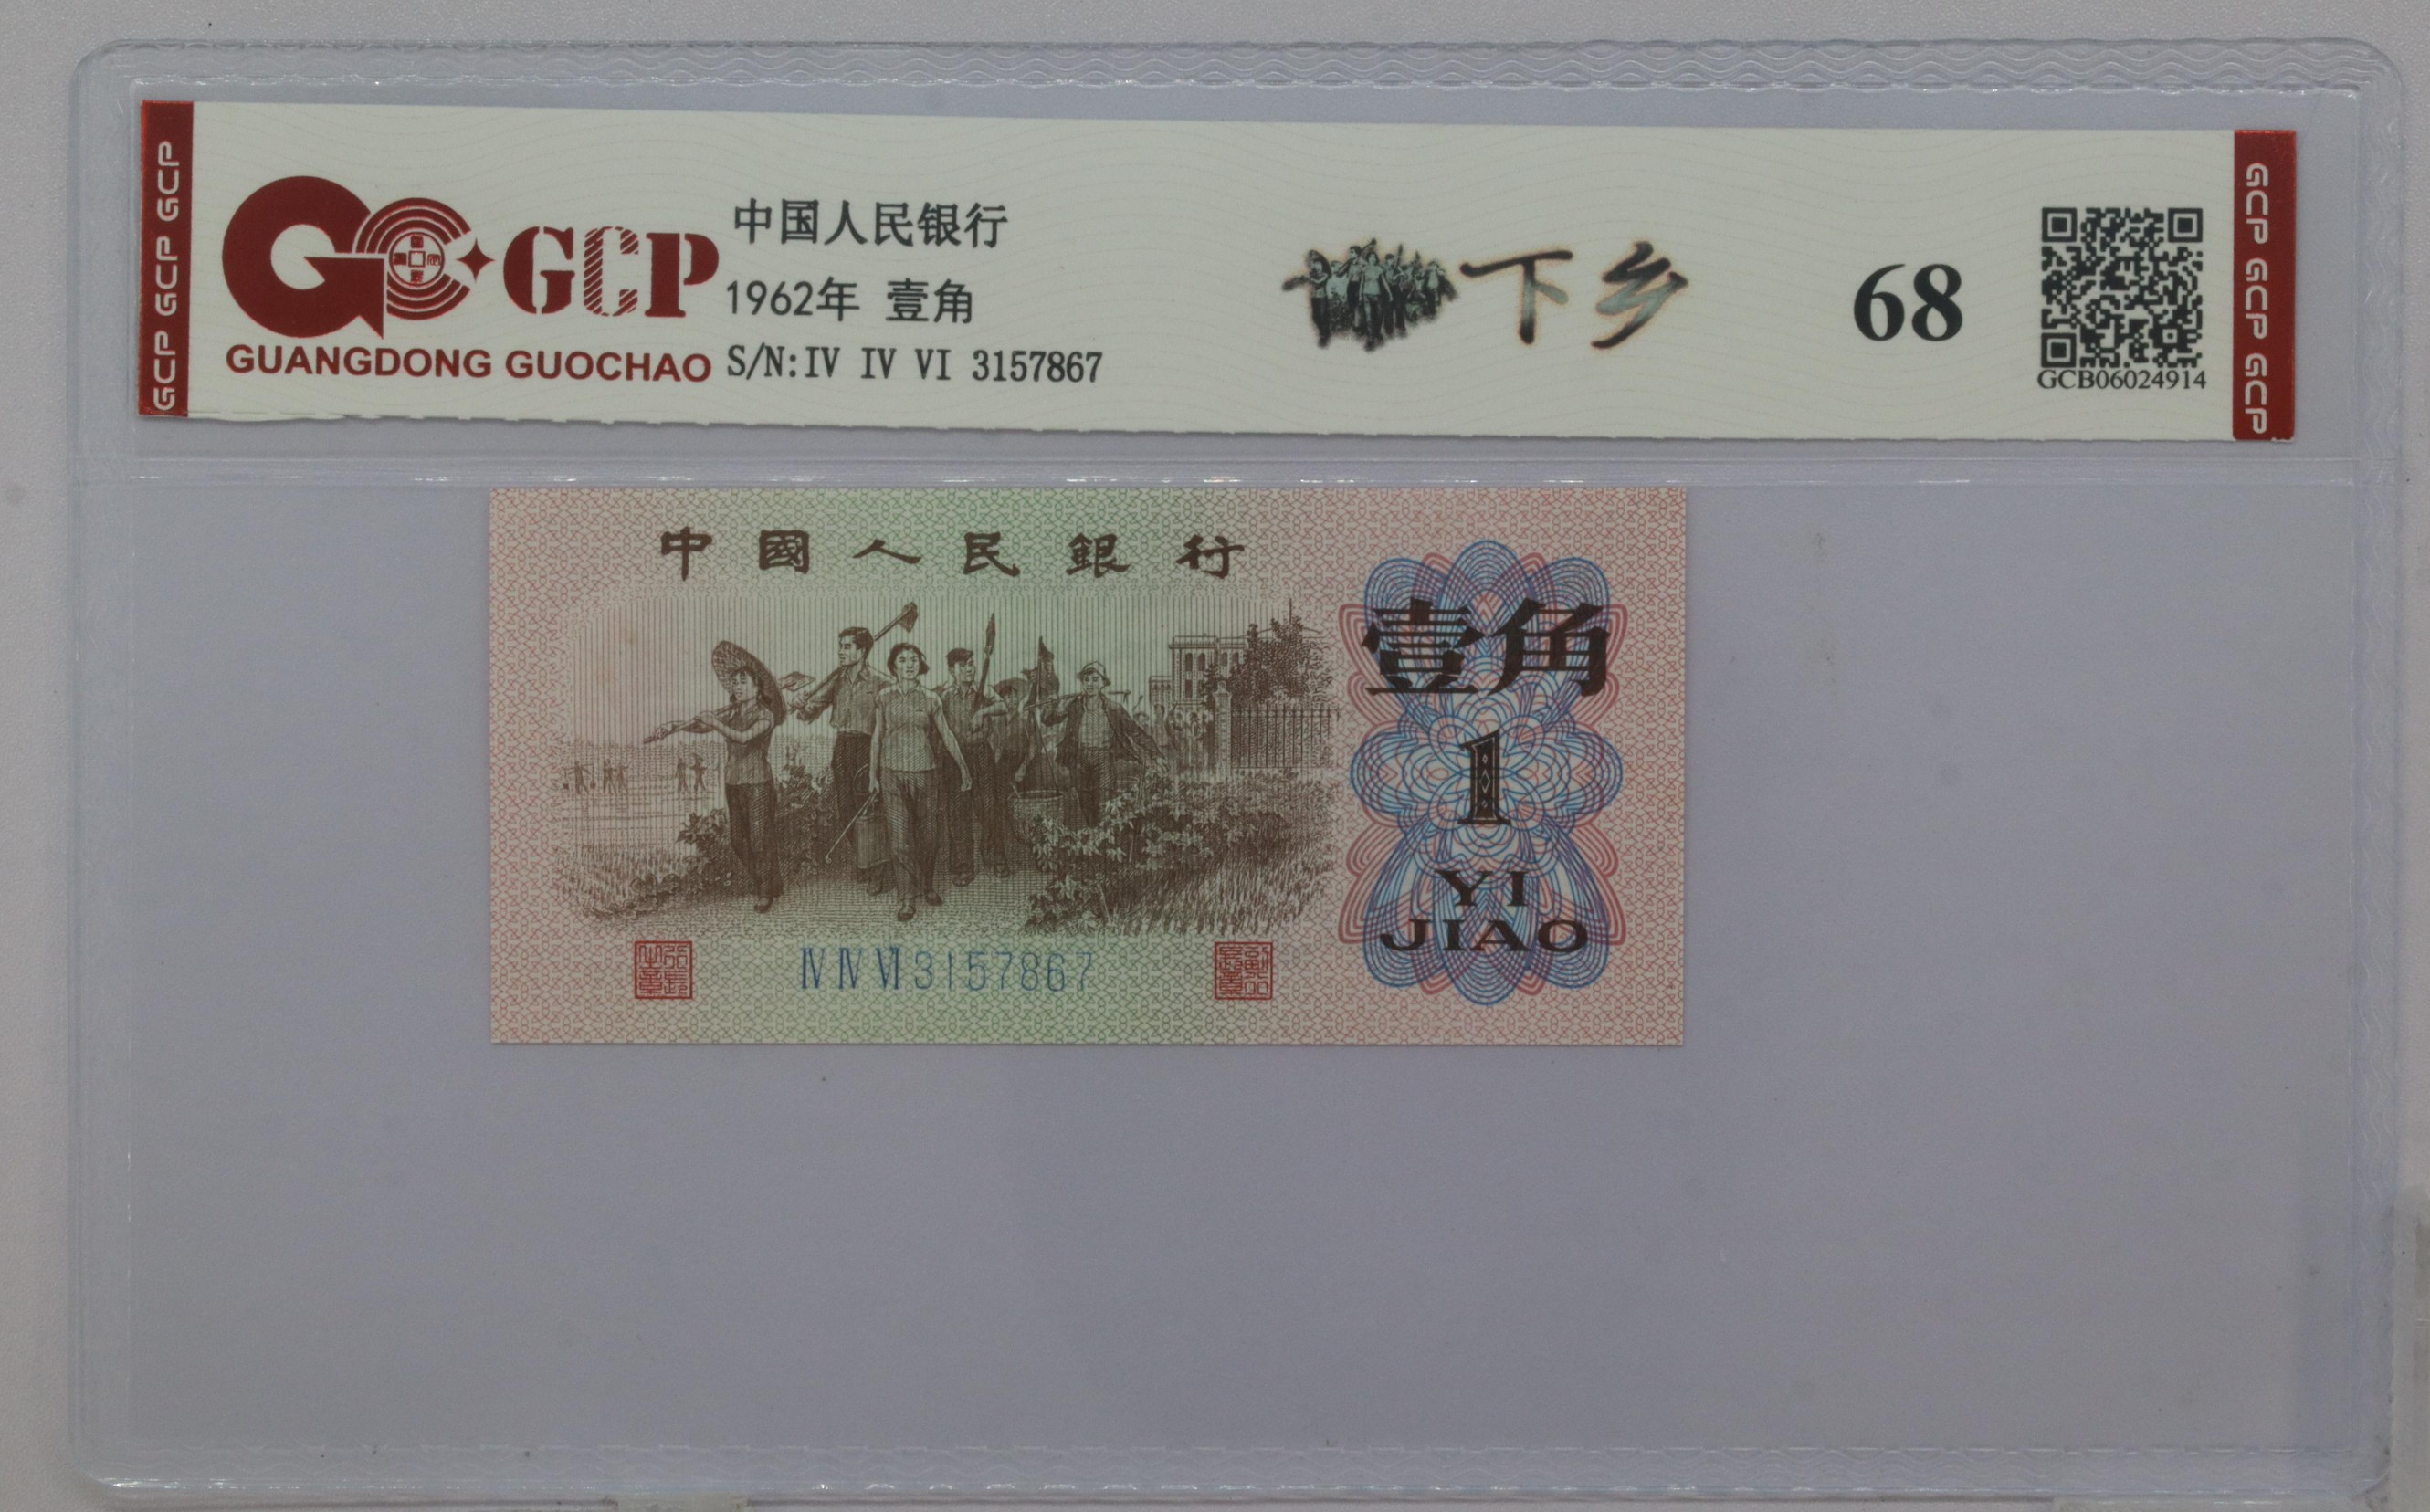 GCP GCP GCP
GCP
GUANGDONG GUOCHAO
中国人民银行
1962年 壹角
S/N:IV IV VI 3157867
下乡
68
GCB06024914
GCP GCP GCP
中國人民銀行
壹角
1
YI
JIAO
ⅣⅣⅥ3157867